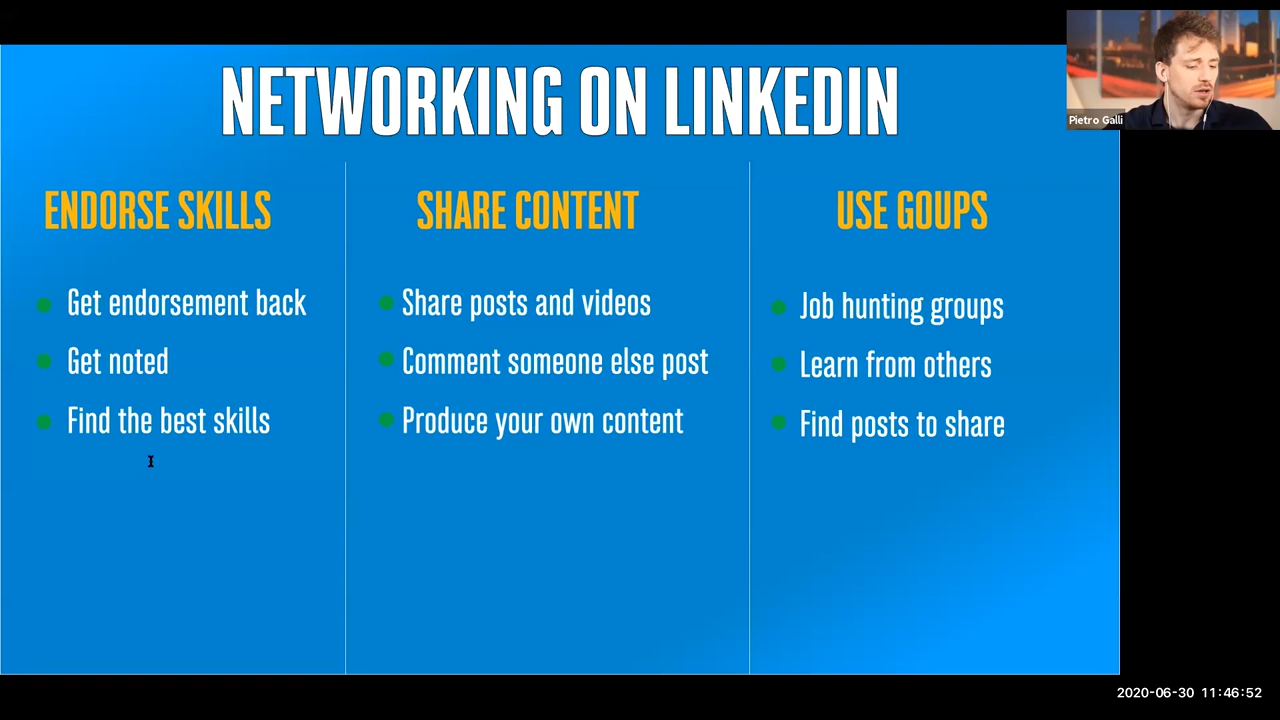 NETWORKING ON LINKEDIN
Pietro Galli
ENDORSE SKILLS
Get endorsement back
Get noted
Find the best skills
SHARE CONTENT
Share posts and videos
Comment someone else post
Produce your own content
USE GOUPS
Job hunting groups
Learn from others
Find posts to share
2020-06-30 11:46:52